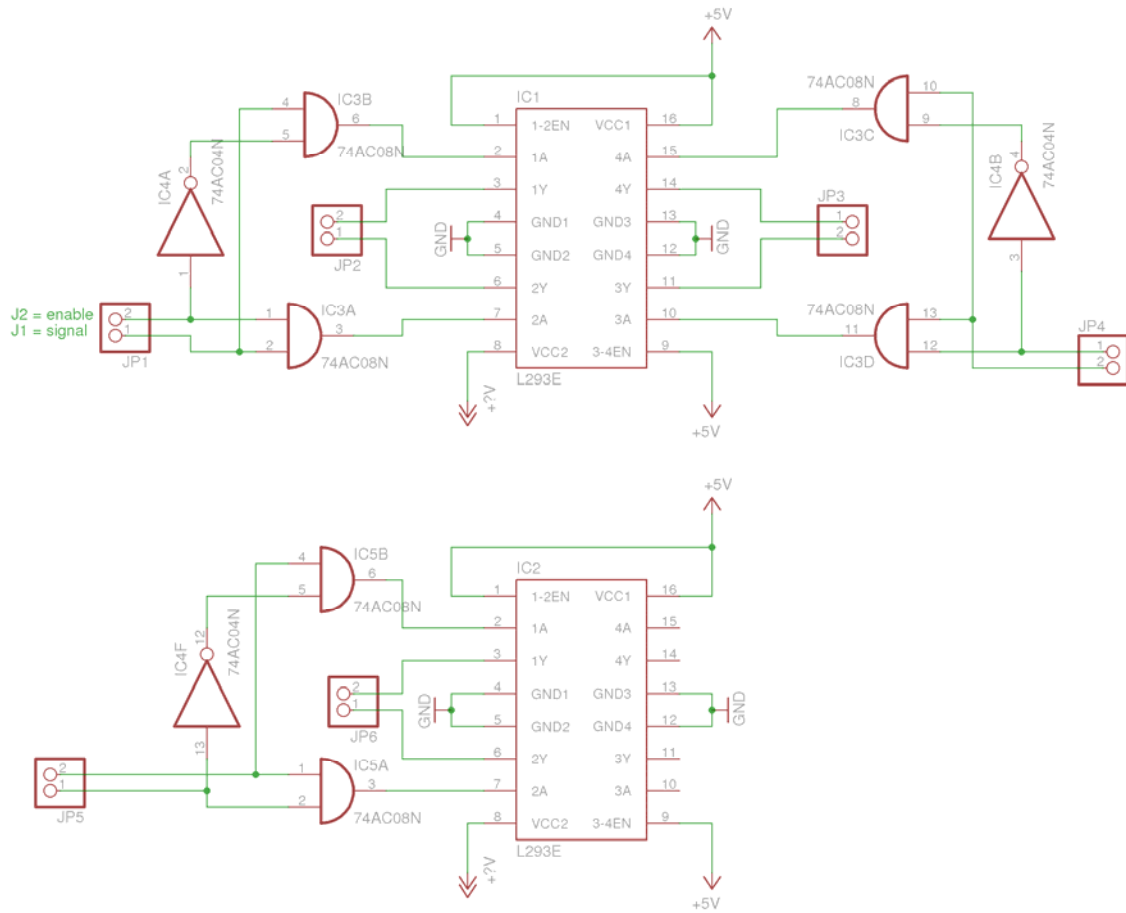 +5V
IC3B
4
6
5
74AC08N
IC4A
2
74AC04N
1
IC1
1 1-2EN VCC1 16
2 1A 4A 15
3 1Y 4Y 14
4 GND1 GND3 13
5 GND2 GND4 12
6 2Y 3Y 11
7 2A 3A 10
8 VCC2 3-4EN 9
L293E
GND
GND
2
1
JP2
JP3
1
2
74AC08N
10
8
9
IC3C
IC4B
4
74AC04N
3
J2 = enable
J1 = signal
2
1
JP1
IC3A
1
3
2
74AC08N
74AC08N
13
11
12
IC3D
JP4
1
2
+?V
+5V
+5V
IC5B
4
6
5
74AC08N
IC4F
12
74AC04N
13
IC2
1 1-2EN VCC1 16
2 1A 4A 15
3 1Y 4Y 14
4 GND1 GND3 13
5 GND2 GND4 12
6 2Y 3Y 11
7 2A 3A 10
8 VCC2 3-4EN 9
L293E
GND
GND
2
1
JP6
2
1
JP5
IC5A
1
3
2
74AC08N
+?V
+5V